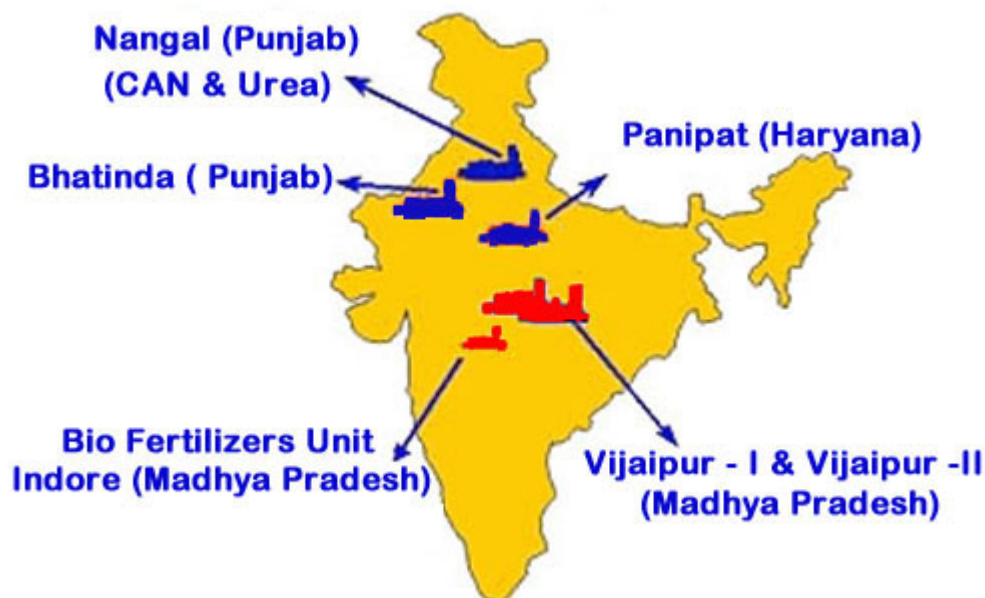 Nangal (Punjab)
(CAN & Urea)
Panipat (Haryana)
Bhatinda ( Punjab)
Bio Fertilizers Unit
Indore (Madhya Pradesh)
Vijaipur - I & Vijaipur -II
(Madhya Pradesh)